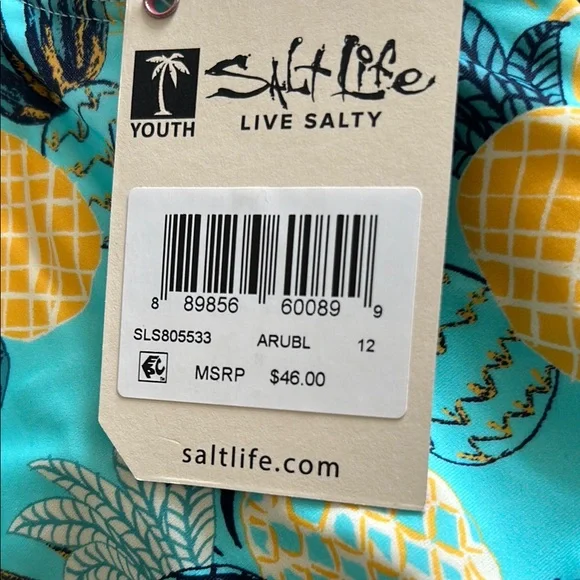 Salt Life
YOUTH LIVE SALTY
8 89856 60089 9
SLS805533 ARUBL 12
MSRP $46.00
saltlife.com